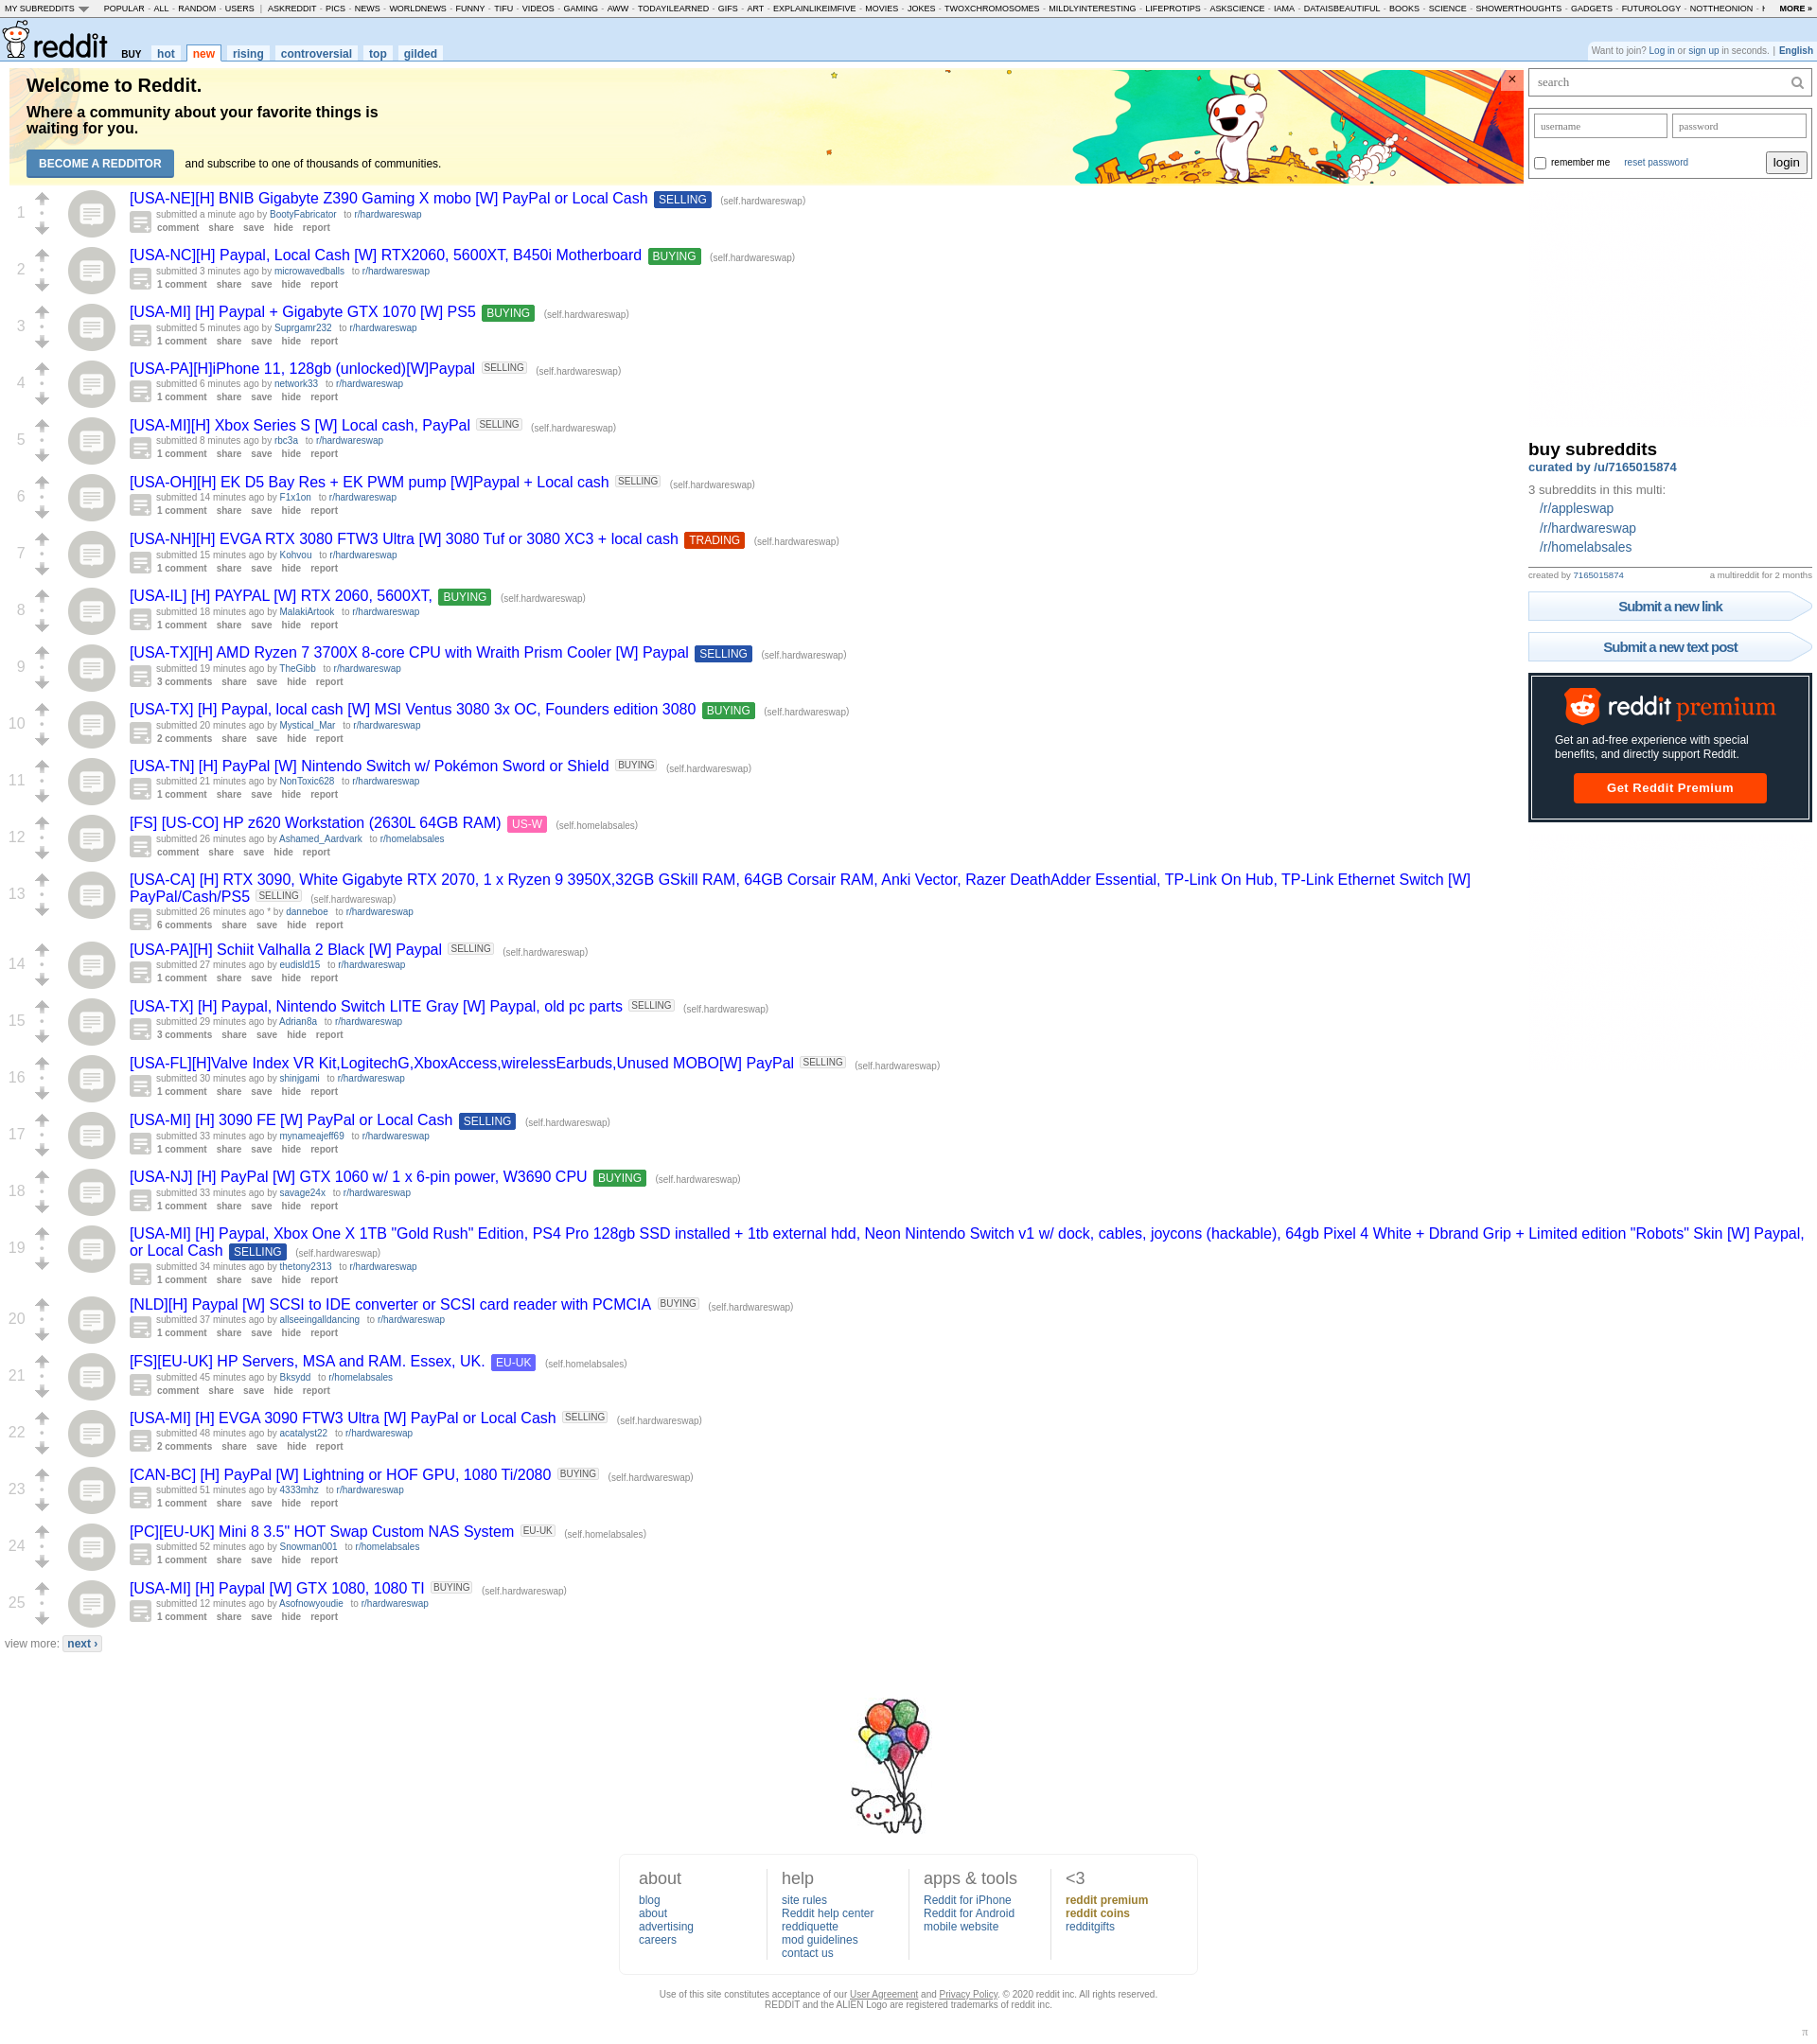 MY SUBREDDITS POPULAR - ALL - RANDOM - USERS | ASKREDDIT - PICS - NEWS - WORLDNEWS - FUNNY - TIFU - VIDEOS - GAMING - AWW - TODAYILEARNED - GIFS - ART - EXPLAINLIKEIMFIVE - MOVIES - JOKES - TWOXCHROMOSOMES - MILDLYINTERESTING - LIFEPROTIPS - ASKSCIENCE - IAMA - DATAISBEAUTIFUL - BOOKS - SCIENCE - SHOWERTHOUGHTS - GADGETS - FUTUROLOGY - NOTTHEONION - MORE »
reddit BUY hot new rising controversial top gilded
Want to join? Log in or sign up in seconds. | English
Welcome to Reddit.
Where a community about your favorite things is
waiting for you.
BECOME A REDDITOR and subscribe to one of thousands of communities.
×
search
username password
remember me reset password login
1
[USA-NE][H] BNIB Gigabyte Z390 Gaming X mobo [W] PayPal or Local Cash SELLING (self.hardwareswap)
submitted a minute ago by BootyFabricator to r/hardwareswap
comment share save hide report
2
[USA-NC][H] Paypal, Local Cash [W] RTX2060, 5600XT, B450i Motherboard BUYING (self.hardwareswap)
submitted 3 minutes ago by microwavedballs to r/hardwareswap
1 comment share save hide report
3
[USA-MI] [H] Paypal + Gigabyte GTX 1070 [W] PS5 BUYING (self.hardwareswap)
submitted 5 minutes ago by Suprgamr232 to r/hardwareswap
1 comment share save hide report
4
[USA-PA][H]iPhone 11, 128gb (unlocked)[W]Paypal SELLING (self.hardwareswap)
submitted 6 minutes ago by network33 to r/hardwareswap
1 comment share save hide report
5
[USA-MI][H] Xbox Series S [W] Local cash, PayPal SELLING (self.hardwareswap)
submitted 8 minutes ago by rbc3a to r/hardwareswap
1 comment share save hide report
6
[USA-OH][H] EK D5 Bay Res + EK PWM pump [W]Paypal + Local cash SELLING (self.hardwareswap)
submitted 14 minutes ago by F1x1on to r/hardwareswap
1 comment share save hide report
7
[USA-NH][H] EVGA RTX 3080 FTW3 Ultra [W] 3080 Tuf or 3080 XC3 + local cash TRADING (self.hardwareswap)
submitted 15 minutes ago by Kohvou to r/hardwareswap
1 comment share save hide report
8
[USA-IL] [H] PAYPAL [W] RTX 2060, 5600XT, BUYING (self.hardwareswap)
submitted 18 minutes ago by MalakiArtook to r/hardwareswap
1 comment share save hide report
9
[USA-TX][H] AMD Ryzen 7 3700X 8-core CPU with Wraith Prism Cooler [W] Paypal SELLING (self.hardwareswap)
submitted 19 minutes ago by TheGibb to r/hardwareswap
3 comments share save hide report
10
[USA-TX] [H] Paypal, local cash [W] MSI Ventus 3080 3x OC, Founders edition 3080 BUYING (self.hardwareswap)
submitted 20 minutes ago by Mystical_Mar to r/hardwareswap
2 comments share save hide report
11
[USA-TN] [H] PayPal [W] Nintendo Switch w/ Pokémon Sword or Shield BUYING (self.hardwareswap)
submitted 21 minutes ago by NonToxic628 to r/hardwareswap
1 comment share save hide report
12
[FS] [US-CO] HP z620 Workstation (2630L 64GB RAM) US-W (self.homelabsales)
submitted 26 minutes ago by Ashamed_Aardvark to r/homelabsales
comment share save hide report
13
[USA-CA] [H] RTX 3090, White Gigabyte RTX 2070, 1 x Ryzen 9 3950X,32GB GSkill RAM, 64GB Corsair RAM, Anki Vector, Razer DeathAdder Essential, TP-Link On Hub, TP-Link Ethernet Switch [W]
PayPal/Cash/PS5 SELLING (self.hardwareswap)
submitted 26 minutes ago * by danneboe to r/hardwareswap
6 comments share save hide report
14
[USA-PA][H] Schiit Valhalla 2 Black [W] Paypal SELLING (self.hardwareswap)
submitted 27 minutes ago by eudisld15 to r/hardwareswap
1 comment share save hide report
15
[USA-TX] [H] Paypal, Nintendo Switch LITE Gray [W] Paypal, old pc parts SELLING (self.hardwareswap)
submitted 29 minutes ago by Adrian8a to r/hardwareswap
3 comments share save hide report
16
[USA-FL][H]Valve Index VR Kit,LogitechG,XboxAccess,wirelessEarbuds,Unused MOBO[W] PayPal SELLING (self.hardwareswap)
submitted 30 minutes ago by shinjgami to r/hardwareswap
1 comment share save hide report
17
[USA-MI] [H] 3090 FE [W] PayPal or Local Cash SELLING (self.hardwareswap)
submitted 33 minutes ago by mynameajeff69 to r/hardwareswap
1 comment share save hide report
18
[USA-NJ] [H] PayPal [W] GTX 1060 w/ 1 x 6-pin power, W3690 CPU BUYING (self.hardwareswap)
submitted 33 minutes ago by savage24x to r/hardwareswap
1 comment share save hide report
19
[USA-MI] [H] Paypal, Xbox One X 1TB "Gold Rush" Edition, PS4 Pro 128gb SSD installed + 1tb external hdd, Neon Nintendo Switch v1 w/ dock, cables, joycons (hackable), 64gb Pixel 4 White + Dbrand Grip + Limited edition "Robots" Skin [W] Paypal,
or Local Cash SELLING (self.hardwareswap)
submitted 34 minutes ago by thetony2313 to r/hardwareswap
1 comment share save hide report
20
[NLD][H] Paypal [W] SCSI to IDE converter or SCSI card reader with PCMCIA BUYING (self.hardwareswap)
submitted 37 minutes ago by allseeingalldancing to r/hardwareswap
1 comment share save hide report
21
[FS][EU-UK] HP Servers, MSA and RAM. Essex, UK. EU-UK (self.homelabsales)
submitted 45 minutes ago by Bksydd to r/homelabsales
comment share save hide report
22
[USA-MI] [H] EVGA 3090 FTW3 Ultra [W] PayPal or Local Cash SELLING (self.hardwareswap)
submitted 48 minutes ago by acatalyst22 to r/hardwareswap
2 comments share save hide report
23
[CAN-BC] [H] PayPal [W] Lightning or HOF GPU, 1080 Ti/2080 BUYING (self.hardwareswap)
submitted 51 minutes ago by 4333mhz to r/hardwareswap
1 comment share save hide report
24
[PC][EU-UK] Mini 8 3.5" HOT Swap Custom NAS System EU-UK (self.homelabsales)
submitted 52 minutes ago by Snowman001 to r/homelabsales
1 comment share save hide report
25
[USA-MI] [H] Paypal [W] GTX 1080, 1080 TI BUYING (self.hardwareswap)
submitted 12 minutes ago by Asofnowyoudie to r/hardwareswap
1 comment share save hide report
view more: next ›
buy subreddits
curated by /u/7165015874
3 subreddits in this multi:
/r/appleswap
/r/hardwareswap
/r/homelabsales
created by 7165015874 a multireddit for 2 months
Submit a new link
Submit a new text post
reddit premium
Get an ad-free experience with special
benefits, and directly support Reddit.
Get Reddit Premium
about
blog
about
advertising
careers
help
site rules
Reddit help center
reddiquette
mod guidelines
contact us
apps & tools
Reddit for iPhone
Reddit for Android
mobile website
<3
reddit premium
reddit coins
redditgifts
Use of this site constitutes acceptance of our User Agreement and Privacy Policy. © 2020 reddit inc. All rights reserved.
REDDIT and the ALIEN Logo are registered trademarks of reddit inc.
π